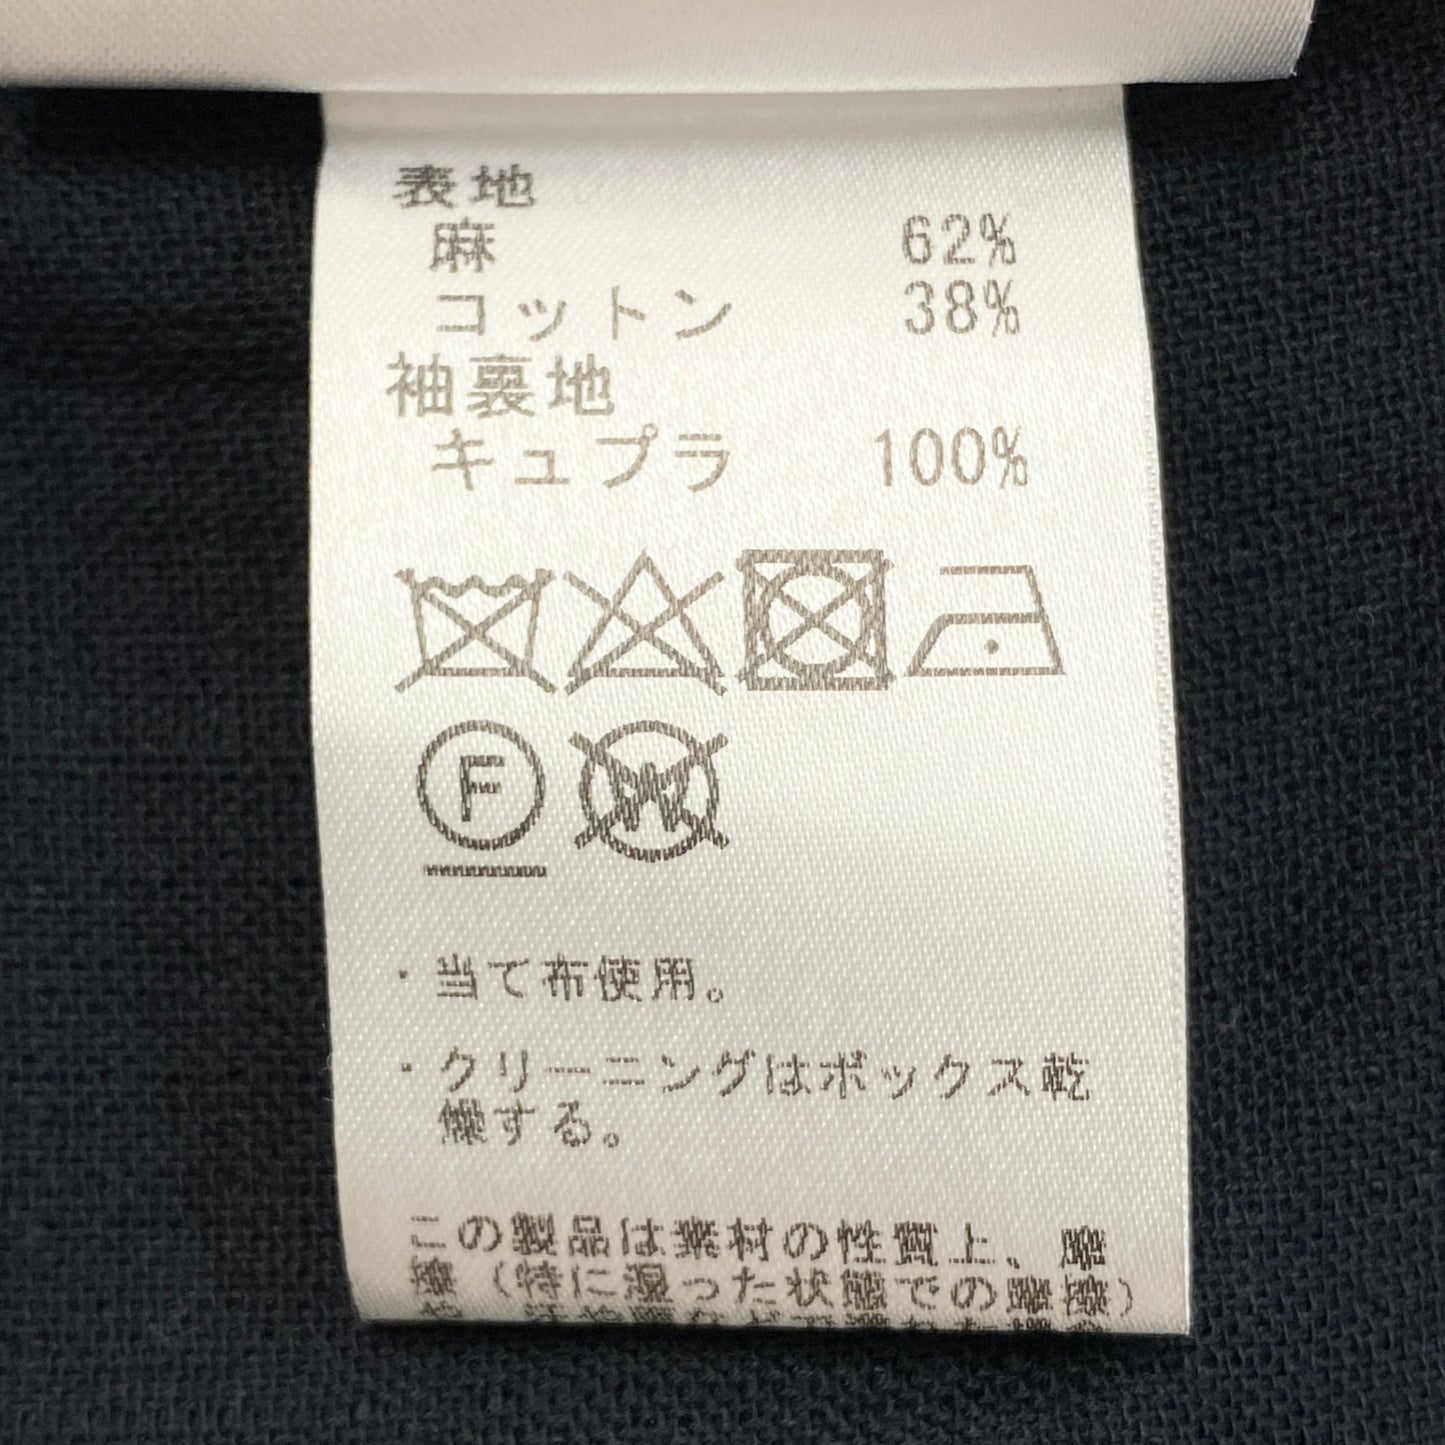 表地
麻 62%
コットン 38%
袖裏地
キュプラ 100%
F
W
・当て布使用。
・クリーニングはボックス乾
燥する。
この製品は素材の性質上、摩
擦（特に湿った状態での摩擦）